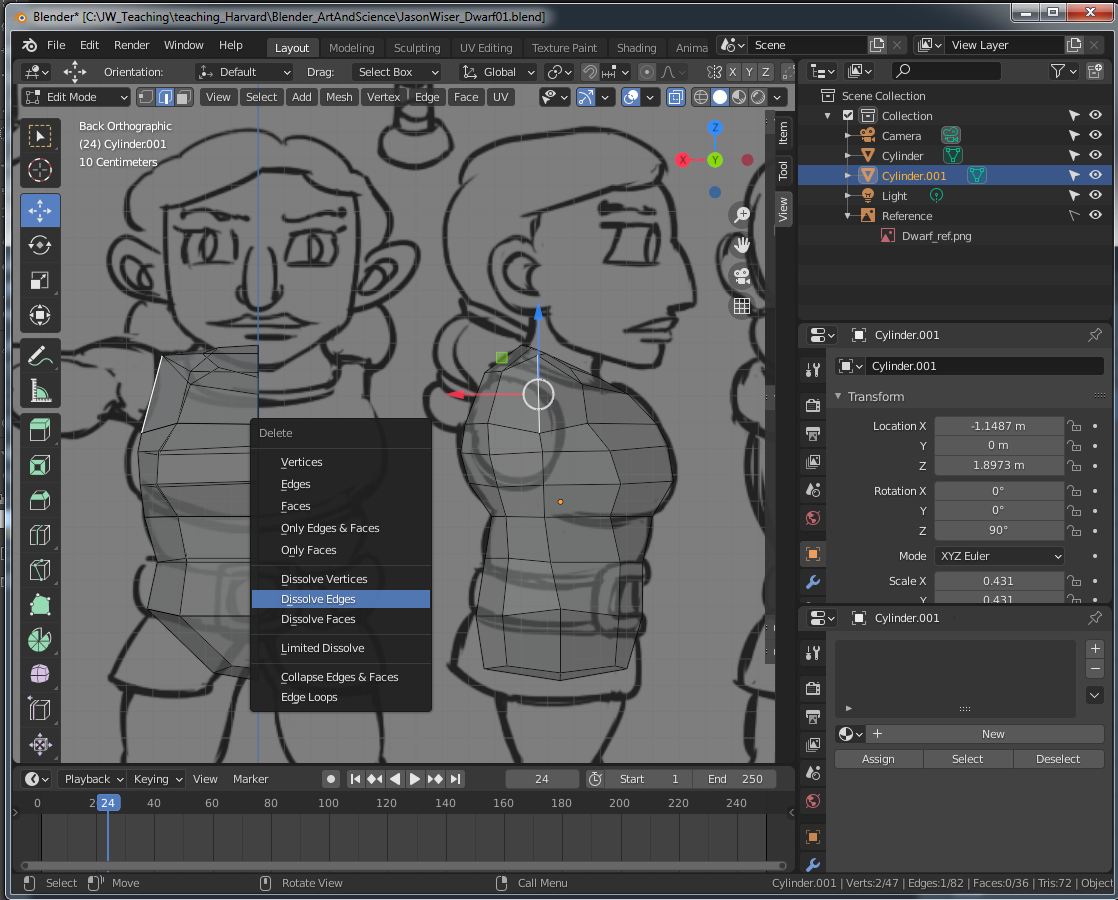 Blender* [C:\JW_Teaching\teaching_Harvard\Blender_ArtAndScience\JasonWiser_Dwarf01.blend]
File Edit Render Window Help Layout Modeling Sculpting UV Editing Texture Paint Shading Anima Scene View Layer
Orientation: Default Drag: Select Box Global X Y Z
Edit Mode View Select Add Mesh Vertex Edge Face UV
Back Orthographic
(24) Cylinder.001
10 Centimeters
Z
X
Y
Item
Tool
View
Delete
Vertices
Edges
Faces
Only Edges & Faces
Only Faces
Dissolve Vertices
Dissolve Edges
Dissolve Faces
Limited Dissolve
Collapse Edges & Faces
Edge Loops
Scene Collection
Collection
Camera
Cylinder
Cylinder.001
Light
Reference
Dwarf_ref.png
Cylinder.001
Cylinder.001
Transform
Location X -1.1487 m
Y 0 m
Z 1.8973 m
Rotation X 0°
Y 0°
Z 90°
Mode XYZ Euler
Scale X 0.431
Y 0.431
Cylinder.001
New
Assign Select Deselect
Playback Keying View Marker 24 Start 1 End 250
0 2 24 40 60 80 100 120 140 160 180 200 220 240
Select Move Rotate View Call Menu Cylinder.001 | Verts:2/47 | Edges:1/82 | Faces:0/36 | Tris:72 | Object